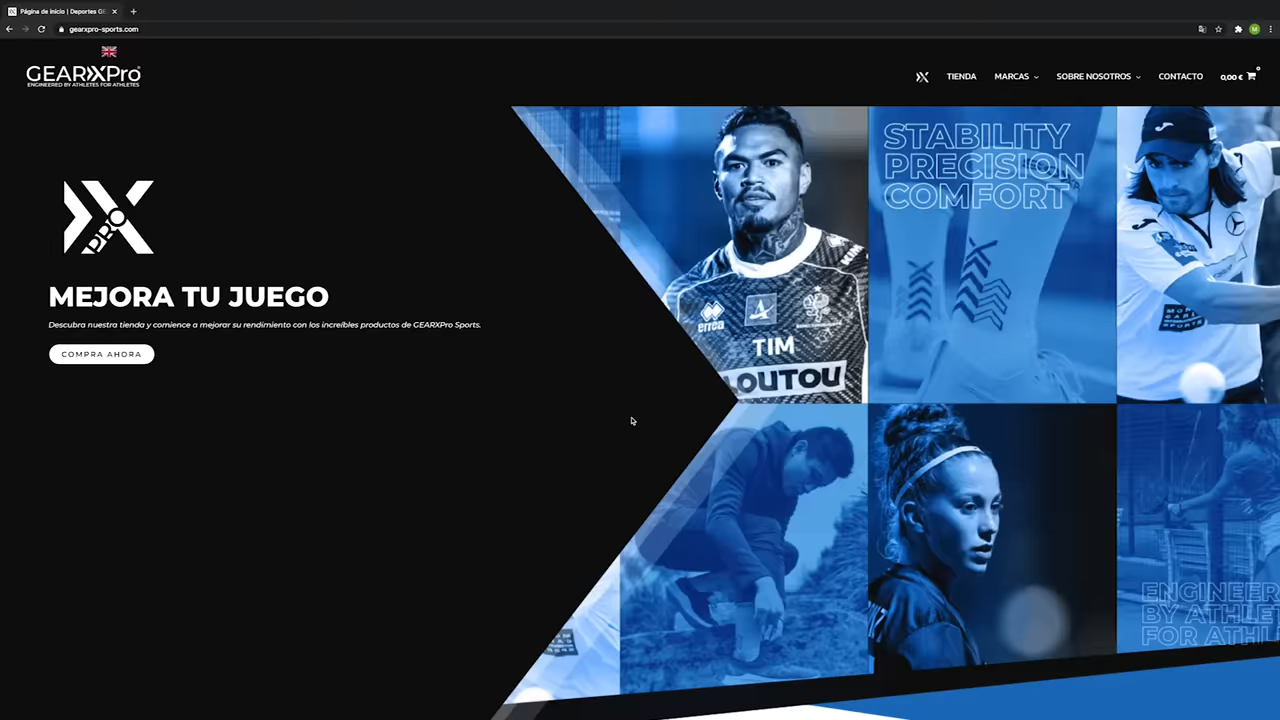 Página de inicio | Deportes GE
gearxpro-sports.com
M
GEARXPro
ENGINEERED BY ATHLETES FOR ATHLETES
TIENDA
MARCAS
SOBRE NOSOTROS
CONTACTO
0,00 €
0
PRO
MEJORA TU JUEGO
Descubra nuestra tienda y comience a mejorar su rendimiento con los increíbles productos de GEARXPro Sports.
COMPRA AHORA
errea
TIM
LOUTOU
STABILITY
PRECISION
COMFORT
ENGINEER
BY ATHLET
FOR ATHL